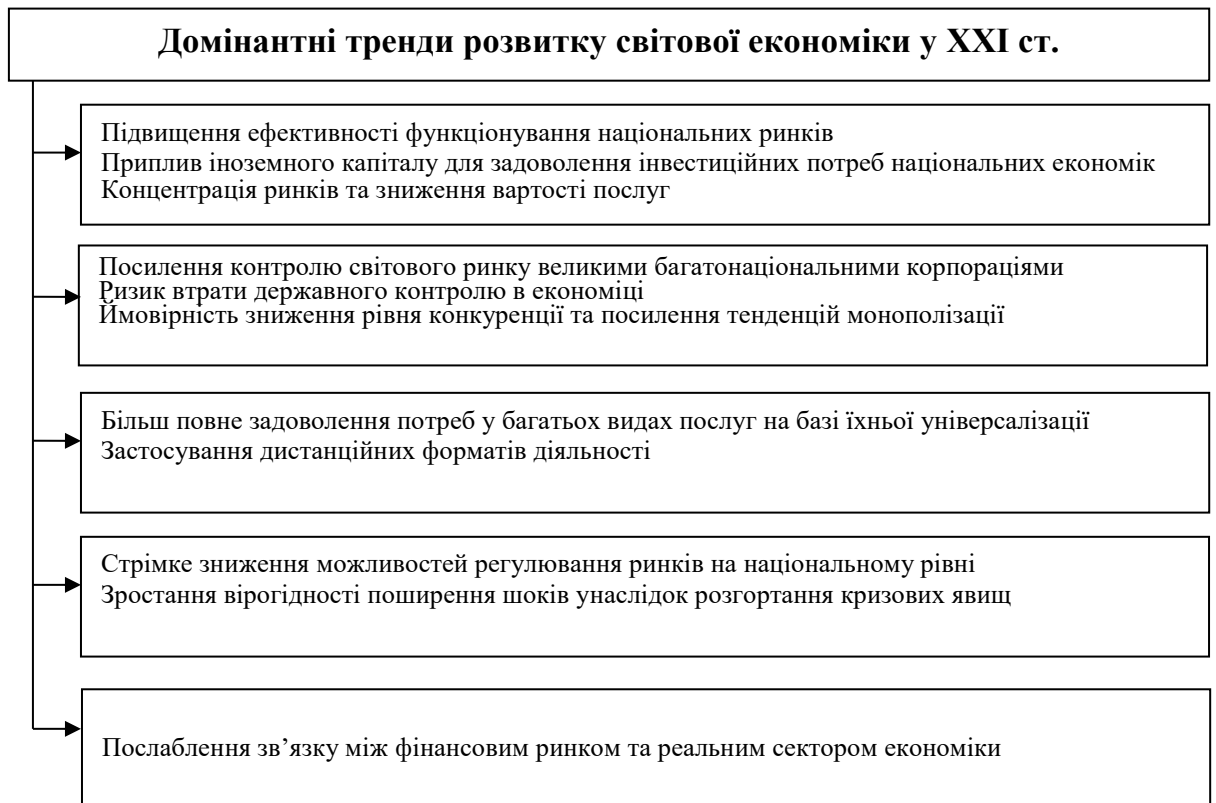 Домінантні тренди розвитку світової економіки у ХХІ ст.
Підвищення ефективності функціонування національних ринків
Приплив іноземного капіталу для задоволення інвестиційних потреб національних економік
Концентрація ринків та зниження вартості послуг
Посилення контролю світового ринку великими багатонаціональними корпораціями
Ризик втрати державного контролю в економіці
Ймовірність зниження рівня конкуренції та посилення тенденцій монополізації
Більш повне задоволення потреб у багатьох видах послуг на базі їхньої універсалізації
Застосування дистанційних форматів діяльності
Стрімке зниження можливостей регулювання ринків на національному рівні
Зростання вірогідності поширення шоків унаслідок розгортання кризових явищ
Послаблення зв’язку між фінансовим ринком та реальним сектором економіки